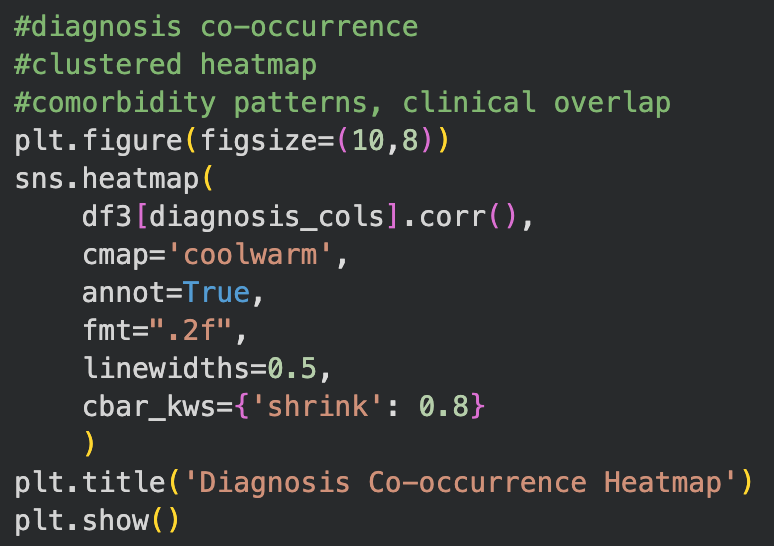 #diagnosis co-occurrence
#clustered heatmap
#comorbidity patterns, clinical overlap
plt.figure(figsize=(10,8))
sns.heatmap(
    df3[diagnosis_cols].corr(),
    cmap='coolwarm',
    annot=True,
    fmt=".2f",
    linewidths=0.5,
    cbar_kws={'shrink': 0.8}
    )
plt.title('Diagnosis Co-occurrence Heatmap')
plt.show()